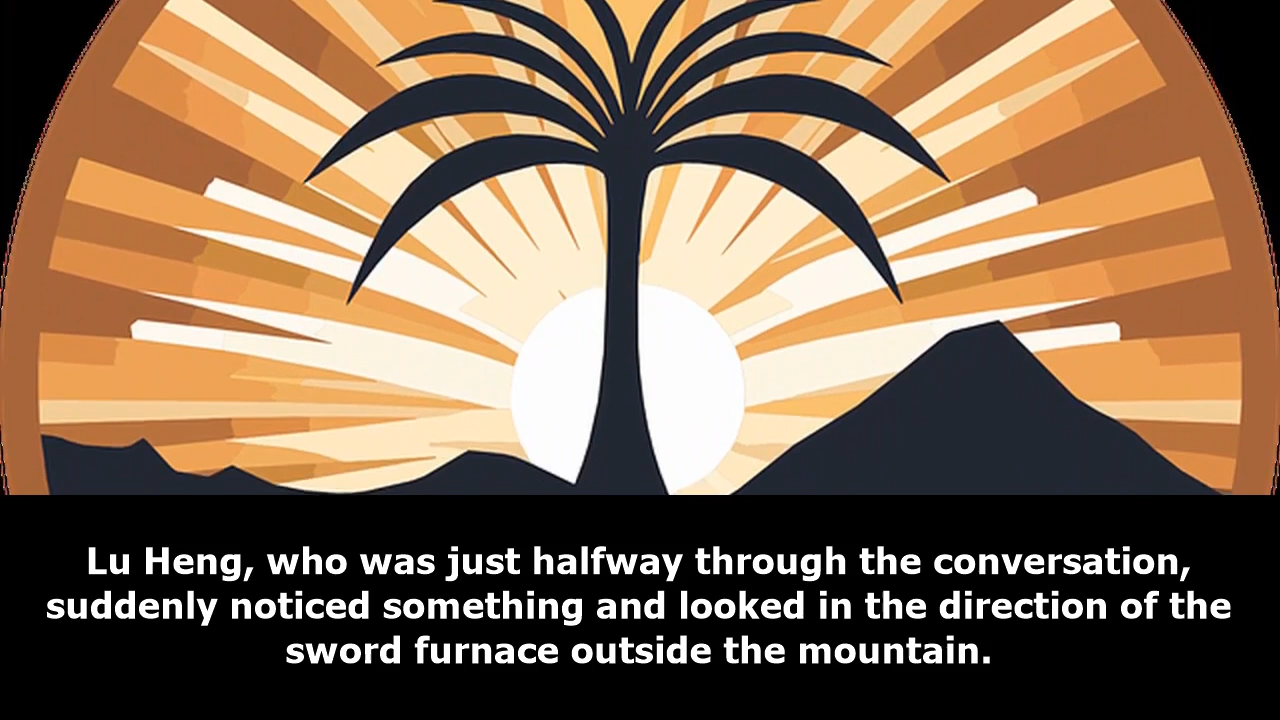 Lu Heng, who was just halfway through the conversation,
suddenly noticed something and looked in the direction of the
sword furnace outside the mountain.